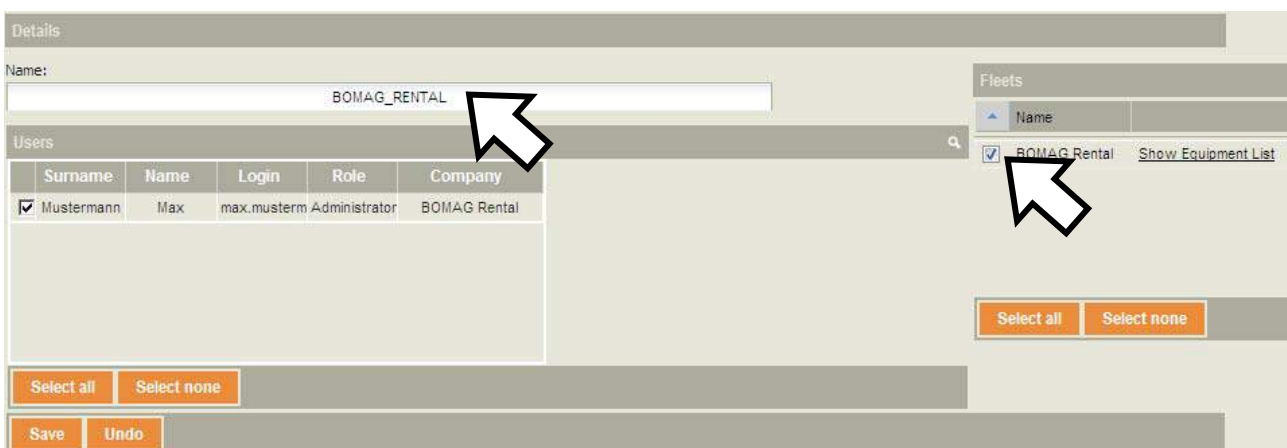 Details
Name:
BOMAG_RENTAL
Users
Surname Name Login Role Company
Mustermann Max max.musterm Administrator BOMAG Rental
Select all Select none
Save Undo
Fleets
Name
BOMAG Rental Show Equipment List
Select all Select none